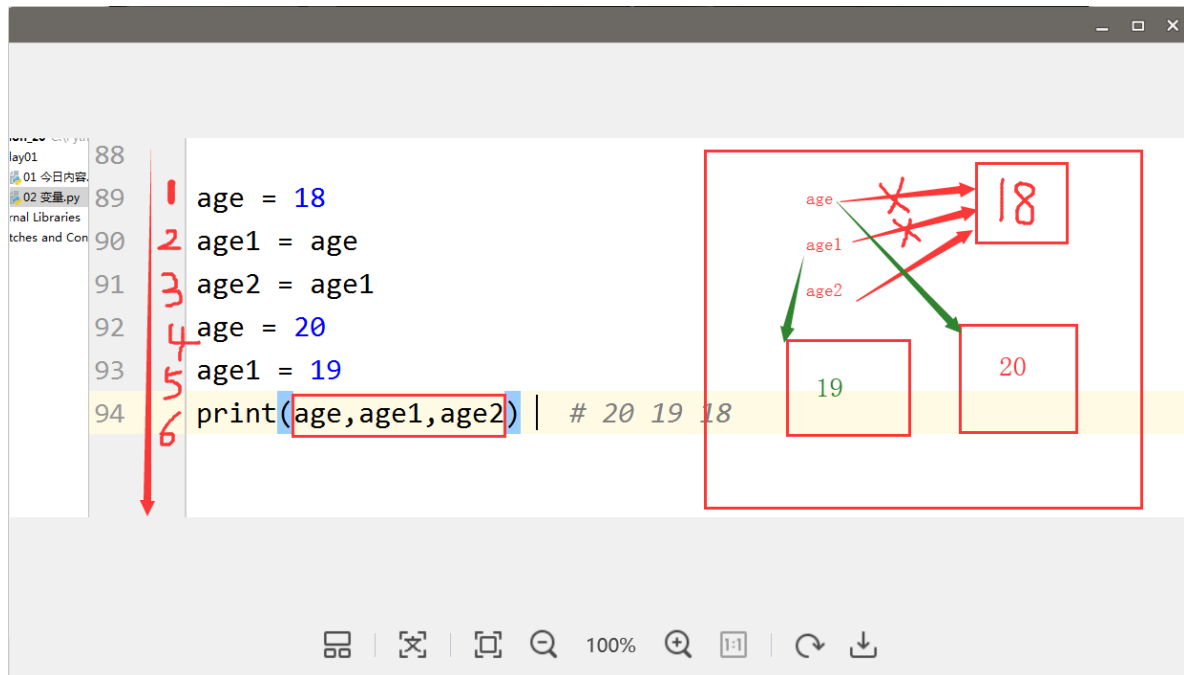 lay01
01 今日内容.
02 变量.py
rnal Libraries
tches and Con
88
89 1 age = 18
90 2 age1 = age
91 3 age2 = age1
92 4 age = 20
93 5 age1 = 19
94 6 print(age,age1,age2) # 20 19 18
age
age1
age2
18
19
20
100%
1:1